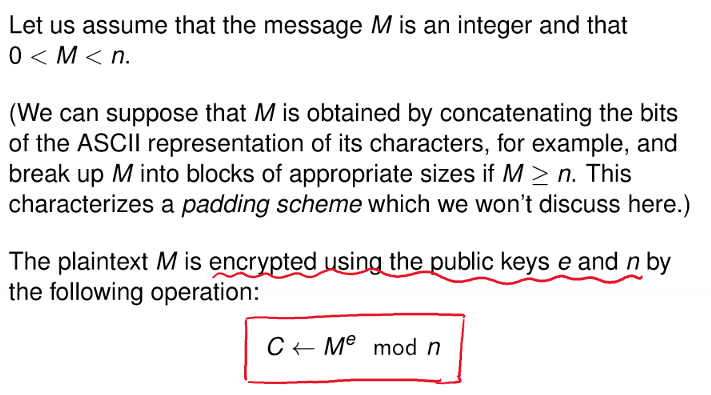 Let us assume that the message M is an integer and that
0 < M < n.
(We can suppose that M is obtained by concatenating the bits
of the ASCII representation of its characters, for example, and
break up M into blocks of appropriate sizes if M ≥ n. This
characterizes a padding scheme which we won't discuss here.)
The plaintext M is encrypted using the public keys e and n by
the following operation:
C ← Mᵉ mod n